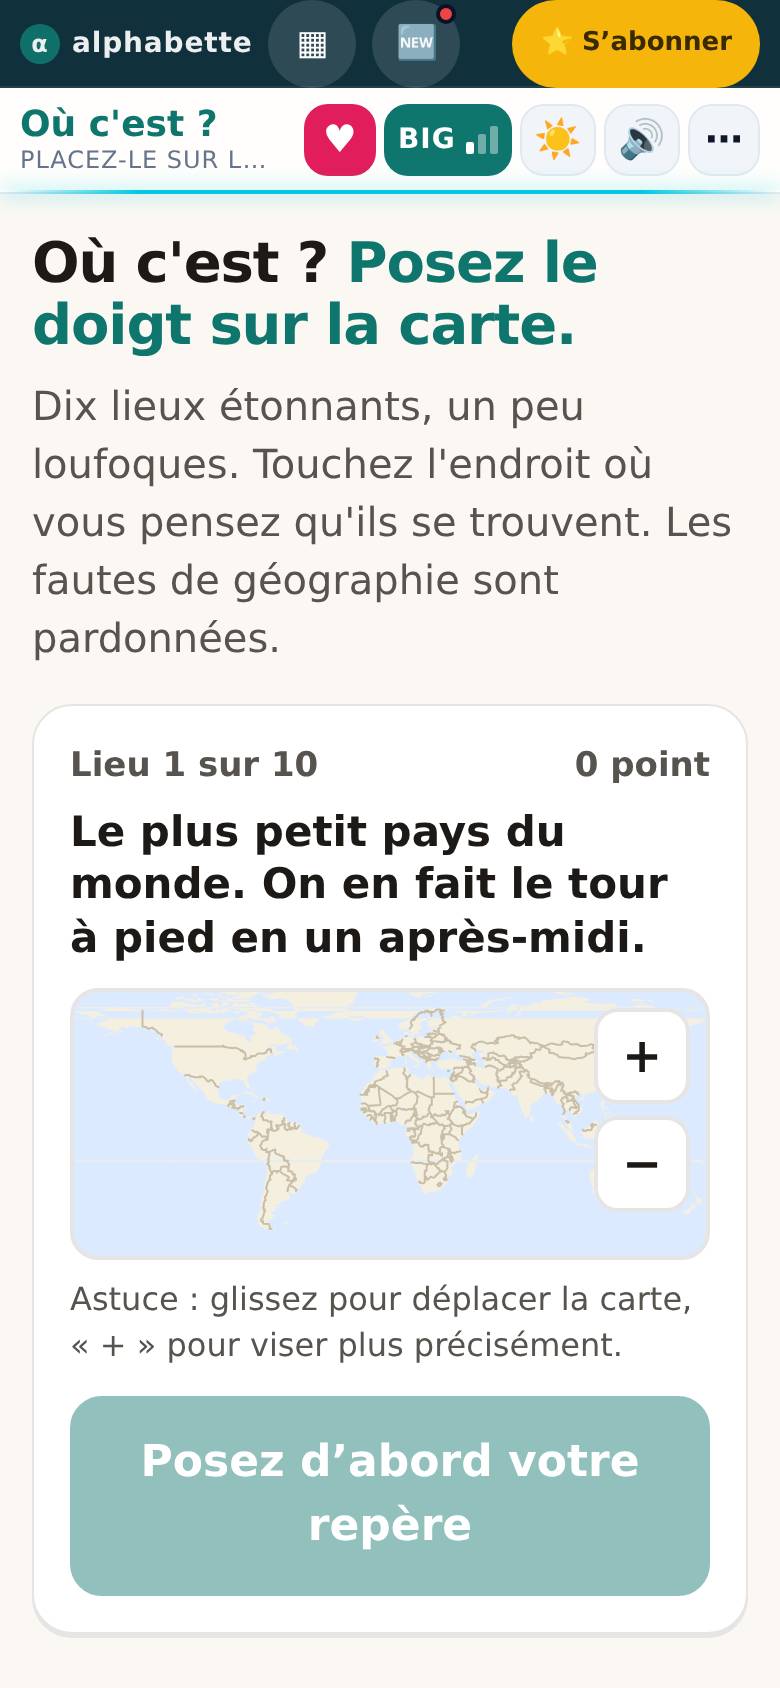 α alphabette NEW ⭐ S’abonner
Où c'est ?
PLACEZ-LE SUR L...
BIG
Où c'est ? Posez le
doigt sur la carte.
Dix lieux étonnants, un peu
loufoques. Touchez l'endroit où
vous pensez qu'ils se trouvent. Les
fautes de géographie sont
pardonnées.
Lieu 1 sur 10 0 point
Le plus petit pays du
monde. On en fait le tour
à pied en un après-midi.
+
−
Astuce : glissez pour déplacer la carte,
« + » pour viser plus précisément.
Posez d’abord votre
repère